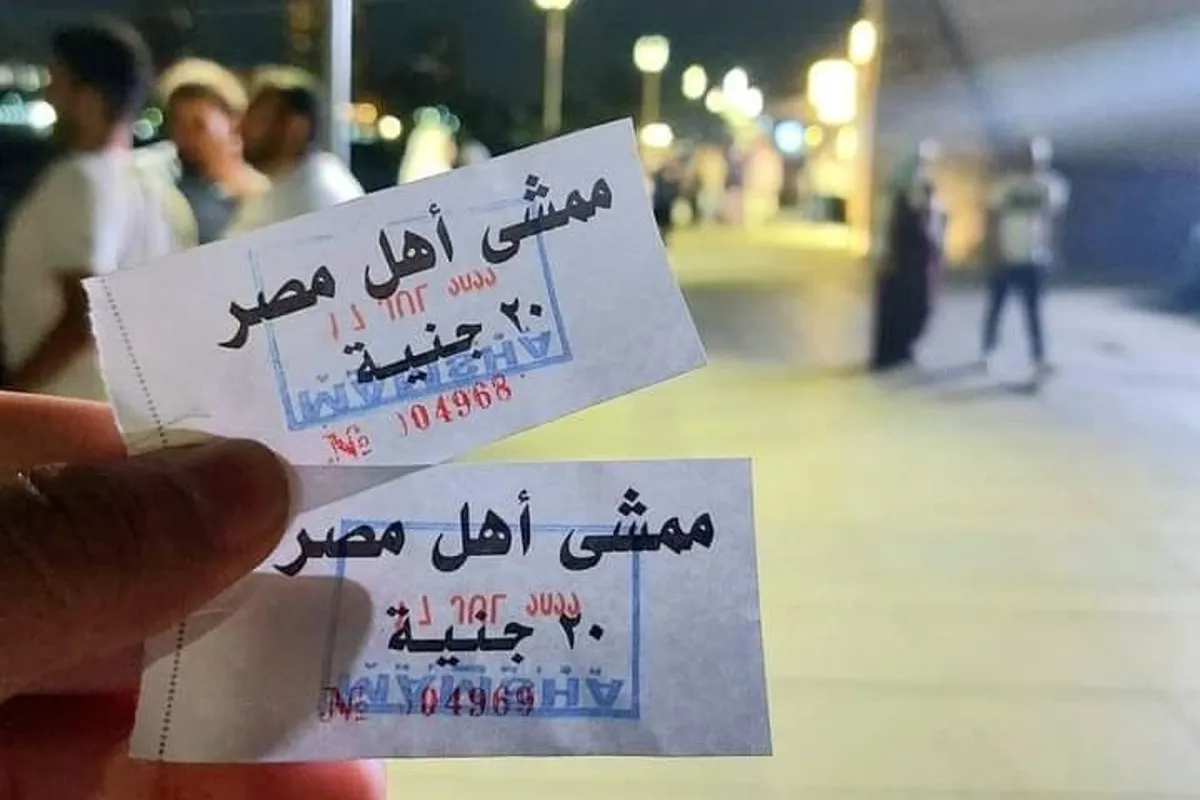 ممشى أهل مصر
٢٠ جنية
№ 04968
ممشى أهل مصر
٢٠ جنية
№ 04969